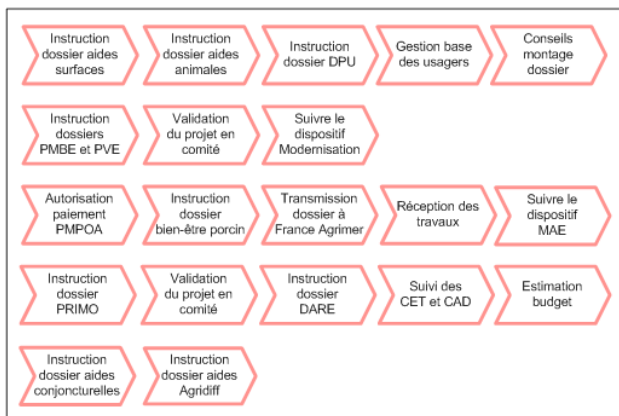 Instruction
dossier aides
surfaces
Instruction
dossier aides
animales
Instruction
dossier DPU
Gestion base
des usagers
Conseils
montage
dossier
Instruction
dossiers
PMBE et PVE
Validation
du projet en
comité
Suivre le
dispositif
Modernisation
Autorisation
paiement
PMPOA
Instruction
dossier
bien-être porcin
Transmission
dossier à
France Agrimer
Réception des
travaux
Suivre le
dispositif
MAE
Instruction
dossier
PRIMO
Validation
du projet en
comité
Instruction
dossier
DARE
Suivi des
CET et CAD
Estimation
budget
Instruction
dossier aides
conjoncturelles
Instruction
dossier aides
Agridiff